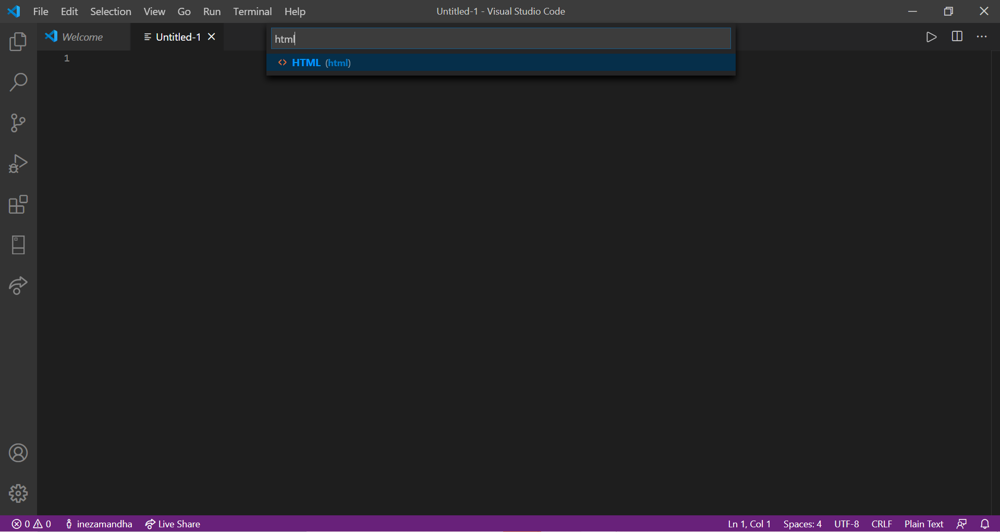 File Edit Selection View Go Run Terminal Help Untitled-1 - Visual Studio Code
Welcome Untitled-1
html
HTML (html)
1
0 0 inezamandha Live Share Ln 1, Col 1 Spaces: 4 UTF-8 CRLF Plain Text